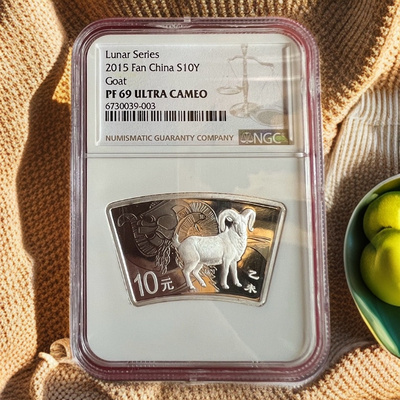 Lunar Series
2015 Fan China S10Y
Goat
PF 69 ULTRA CAMEO
6730039-003
NUMISMATIC GUARANTY COMPANY
NGC
10元
乙未